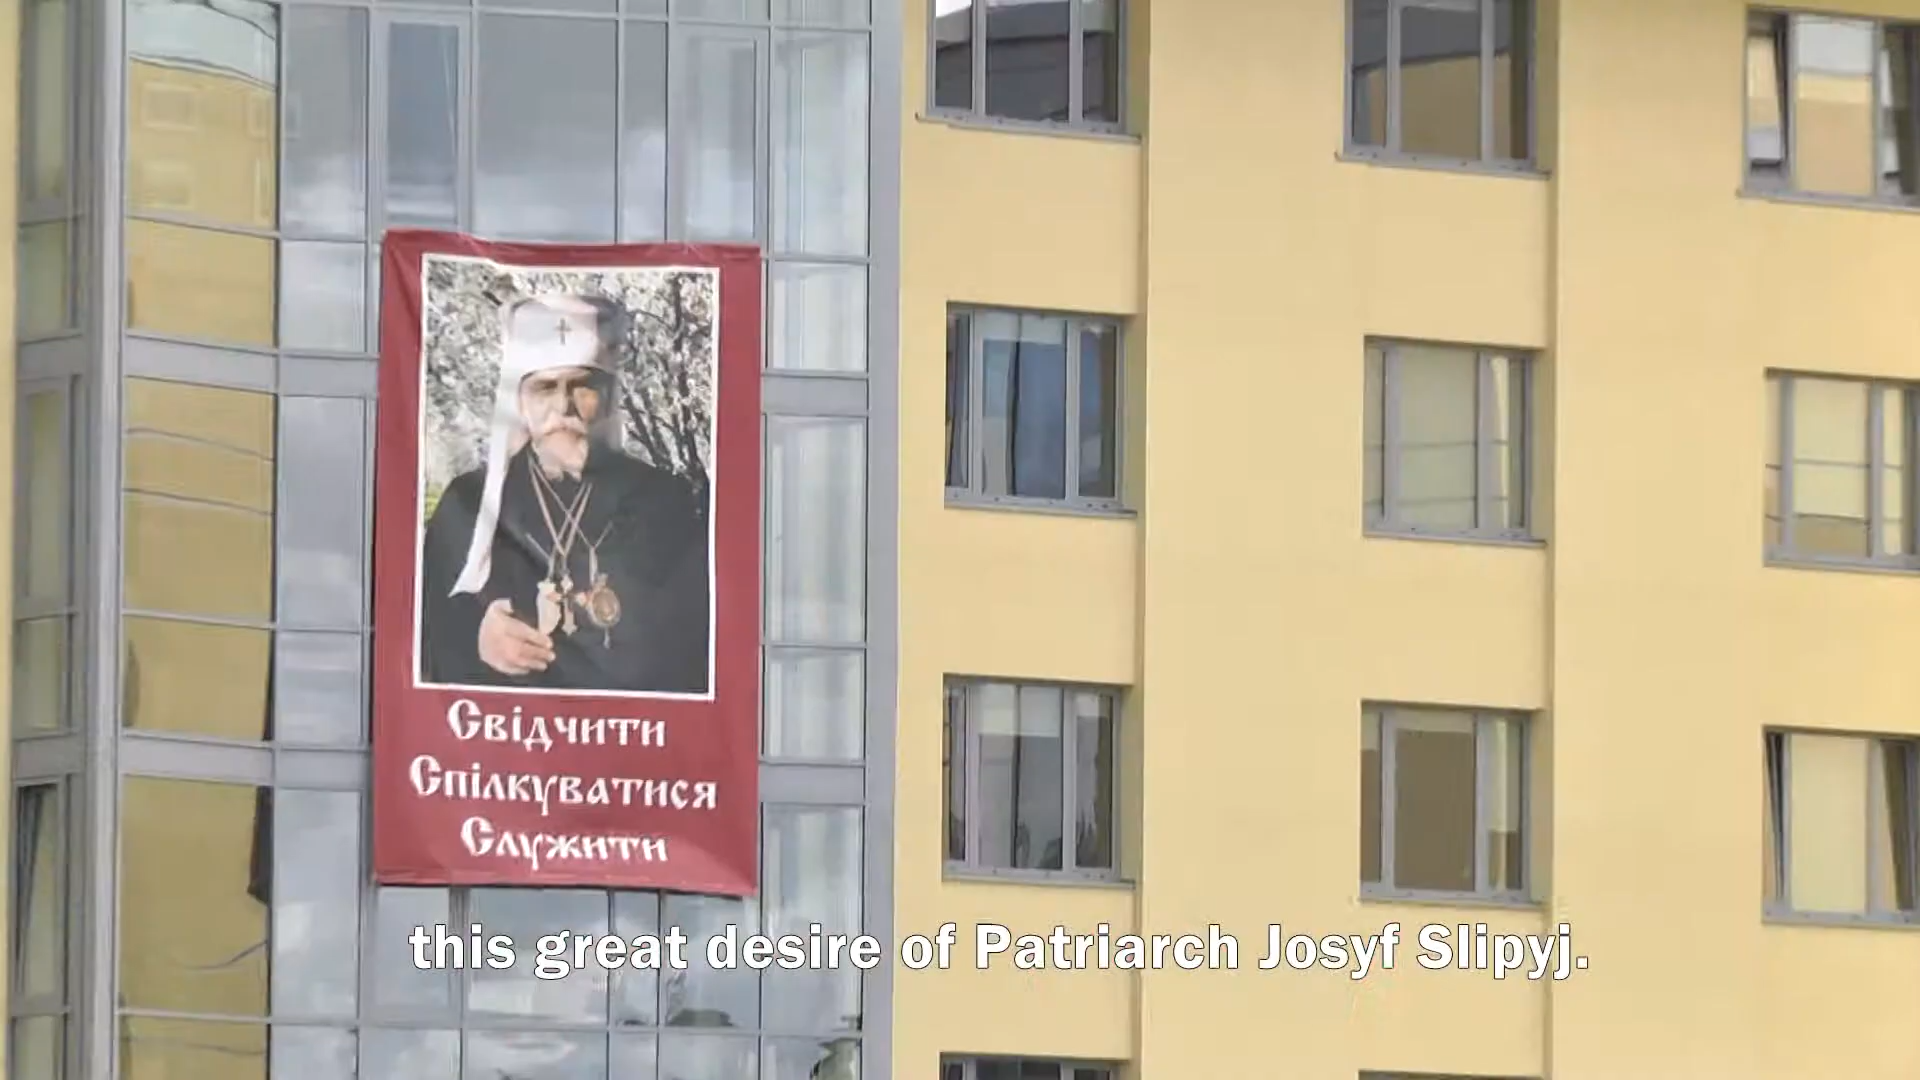 Свідчити
Спілкуватися
Служити
this great desire of Patriarch Josyf Slipyj.